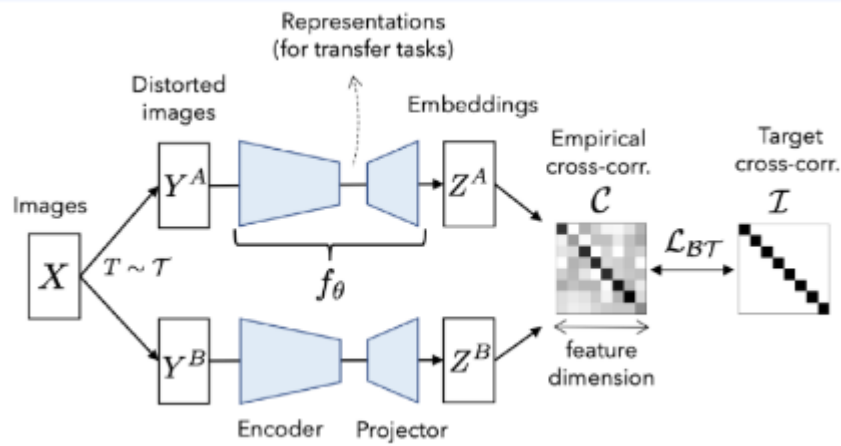 Representations
(for transfer tasks)
Distorted
images
Embeddings
Empirical
cross-corr.
Target
cross-corr.
Images
Y^A
Z^A
C
I
X
T ~ T
f_θ
L_BT
Y^B
Z^B
feature
dimension
Encoder
Projector